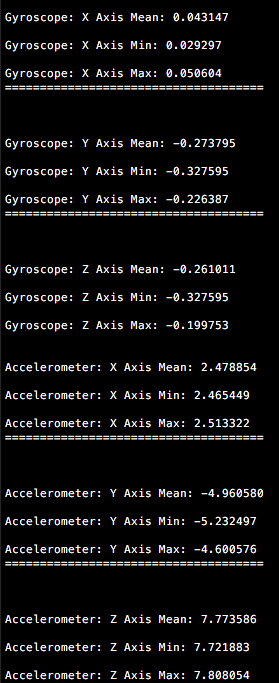 Gyroscope: X Axis Mean: 0.043147
Gyroscope: X Axis Min: 0.029297
Gyroscope: X Axis Max: 0.050604
=====================================
Gyroscope: Y Axis Mean: -0.273795
Gyroscope: Y Axis Min: -0.327595
Gyroscope: Y Axis Max: -0.226387
=====================================
Gyroscope: Z Axis Mean: -0.261011
Gyroscope: Z Axis Min: -0.327595
Gyroscope: Z Axis Max: -0.199753
Accelerometer: X Axis Mean: 2.478854
Accelerometer: X Axis Min: 2.465449
Accelerometer: X Axis Max: 2.513322
=====================================
Accelerometer: Y Axis Mean: -4.960580
Accelerometer: Y Axis Min: -5.232497
Accelerometer: Y Axis Max: -4.600576
=====================================
Accelerometer: Z Axis Mean: 7.773586
Accelerometer: Z Axis Min: 7.721883
Accelerometer: Z Axis Max: 7.808054